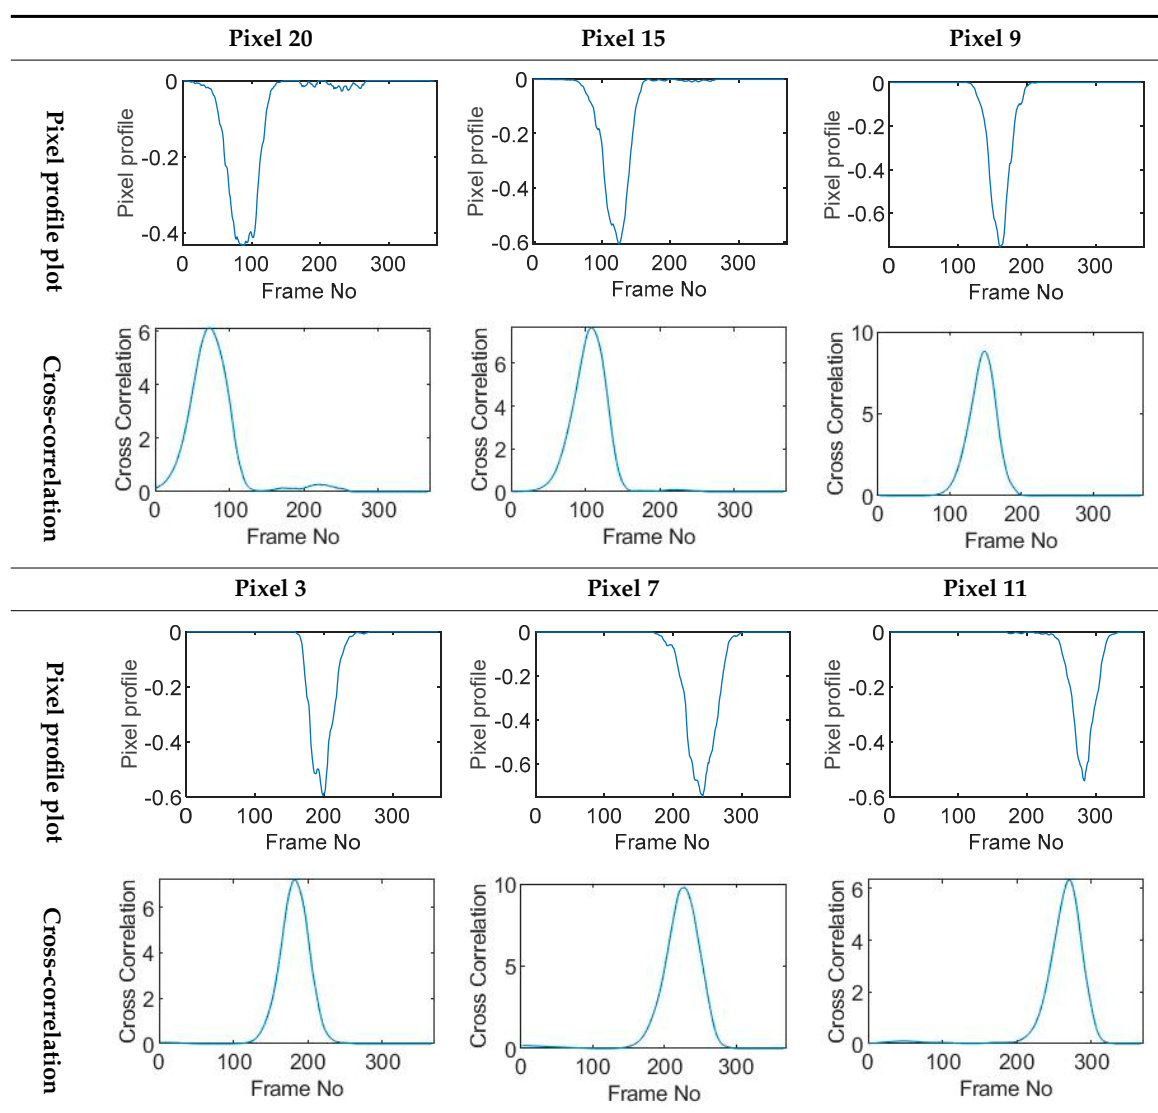 Pixel 20 Pixel 15 Pixel 9
Pixel profile plot
0
-0.2
-0.4
0 100 200 300
Pixel profile
Frame No
0
-0.2
-0.4
-0.6
0 100 200 300
Pixel profile
Frame No
0
-0.2
-0.4
-0.6
0 100 200 300
Pixel profile
Frame No
Cross-correlation
6
4
2
0
0 100 200 300
Cross Correlation
Frame No
6
4
2
0
0 100 200 300
Cross Correlation
Frame No
10
5
0
0 100 200 300
Cross Correlation
Frame No
Pixel 3 Pixel 7 Pixel 11
Pixel profile plot
0
-0.2
-0.4
-0.6
0 100 200 300
Pixel profile
Frame No
0
-0.2
-0.4
-0.6
0 100 200 300
Pixel profile
Frame No
0
-0.2
-0.4
-0.6
0 100 200 300
Pixel profile
Frame No
Cross-correlation
6
4
2
0
0 100 200 300
Cross Correlation
Frame No
10
5
0
0 100 200 300
Cross Correlation
Frame No
6
4
2
0
0 100 200 300
Cross Correlation
Frame No